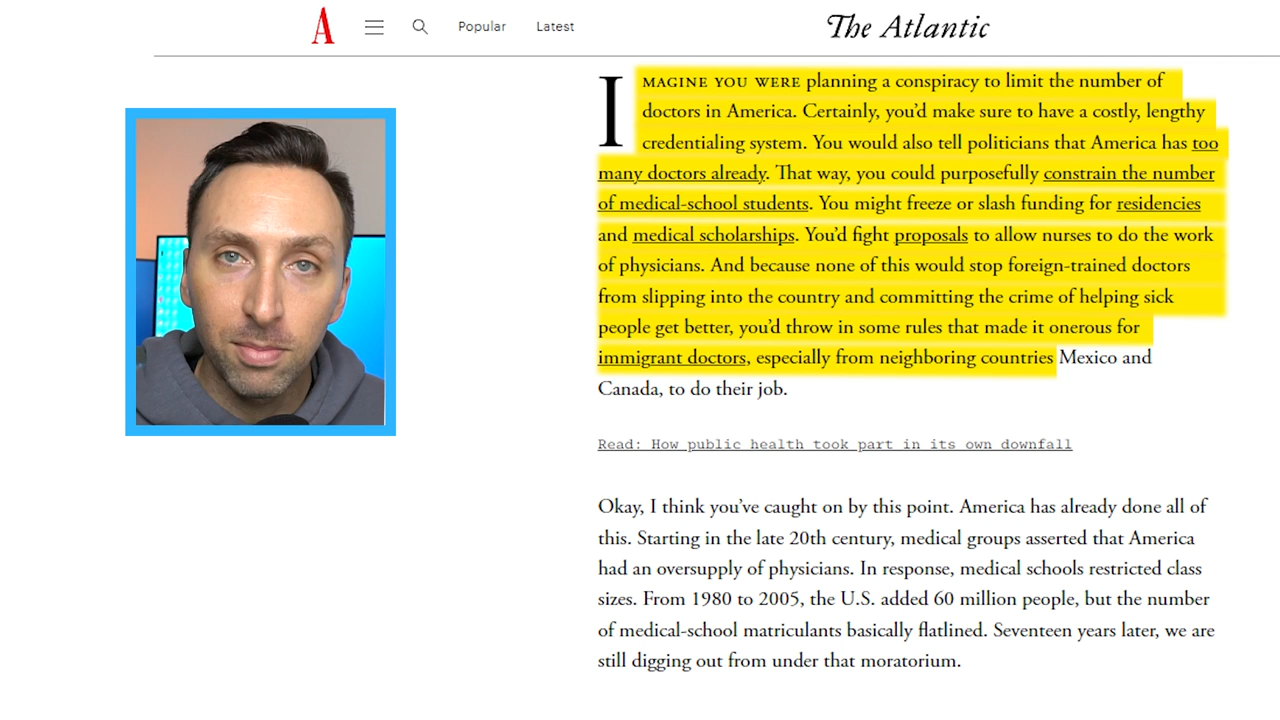 A
Popular
Latest
The Atlantic
IMAGINE YOU WERE planning a conspiracy to limit the number of
doctors in America. Certainly, you’d make sure to have a costly, lengthy
credentialing system. You would also tell politicians that America has too
many doctors already. That way, you could purposefully constrain the number
of medical-school students. You might freeze or slash funding for residencies
and medical scholarships. You’d fight proposals to allow nurses to do the work
of physicians. And because none of this would stop foreign-trained doctors
from slipping into the country and committing the crime of helping sick
people get better, you’d throw in some rules that made it onerous for
immigrant doctors, especially from neighboring countries Mexico and
Canada, to do their job.
Read: How public health took part in its own downfall
Okay, I think you’ve caught on by this point. America has already done all of
this. Starting in the late 20th century, medical groups asserted that America
had an oversupply of physicians. In response, medical schools restricted class
sizes. From 1980 to 2005, the U.S. added 60 million people, but the number
of medical-school matriculants basically flatlined. Seventeen years later, we are
still digging out from under that moratorium.